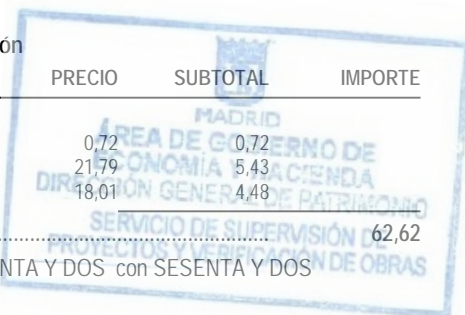 ón
PRECIO SUBTOTAL IMPORTE
MADRID
0,72 0,72
ÁREA DE GOBIERNO DE
21,79 5,43
ECONOMÍA Y HACIENDA
18,01 4,48
DIRECCIÓN GENERAL DE PATRIMONIO
SERVICIO DE SUPERVISIÓN DE
62,62
PROYECTOS Y VERIFICACIÓN DE OBRAS
NTA Y DOS con SESENTA Y DOS